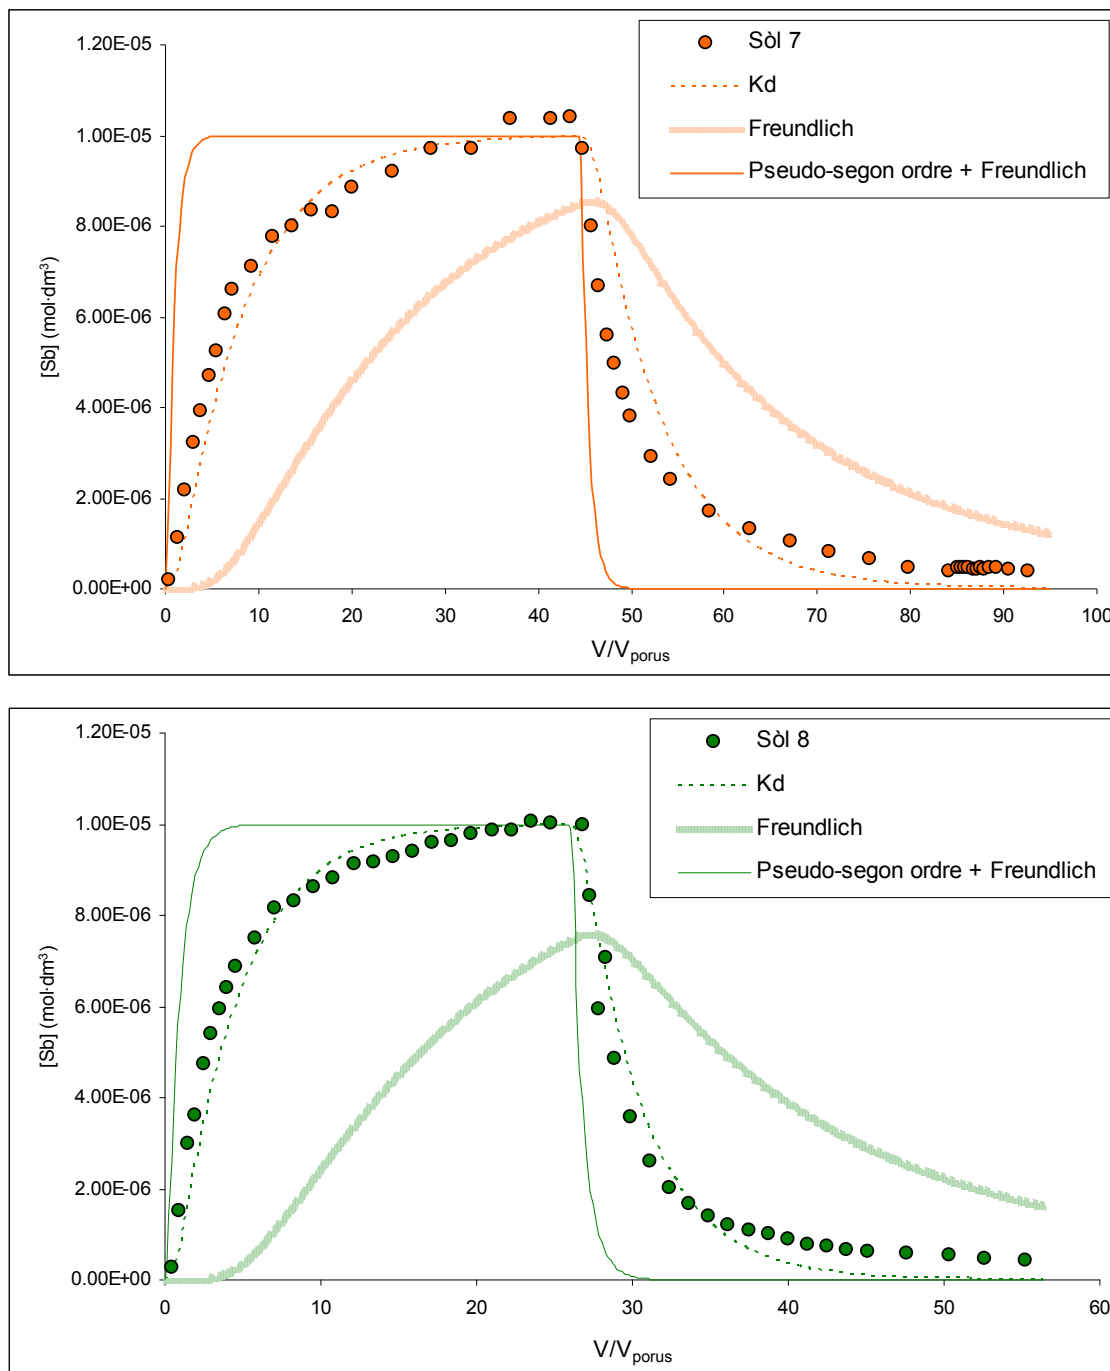 1.20E-05
1.00E-05
8.00E-06
6.00E-06
4.00E-06
2.00E-06
0.00E+00
[Sb] (mol·dm³)
0 10 20 30 40 50 60 70 80 90 100
V/Vporus
Sòl 7
Kd
Freundlich
Pseudo-segon ordre + Freundlich
1.20E-05
1.00E-05
8.00E-06
6.00E-06
4.00E-06
2.00E-06
0.00E+00
[Sb] (mol·dm³)
0 10 20 30 40 50 60
V/Vporus
Sòl 8
Kd
Freundlich
Pseudo-segon ordre + Freundlich